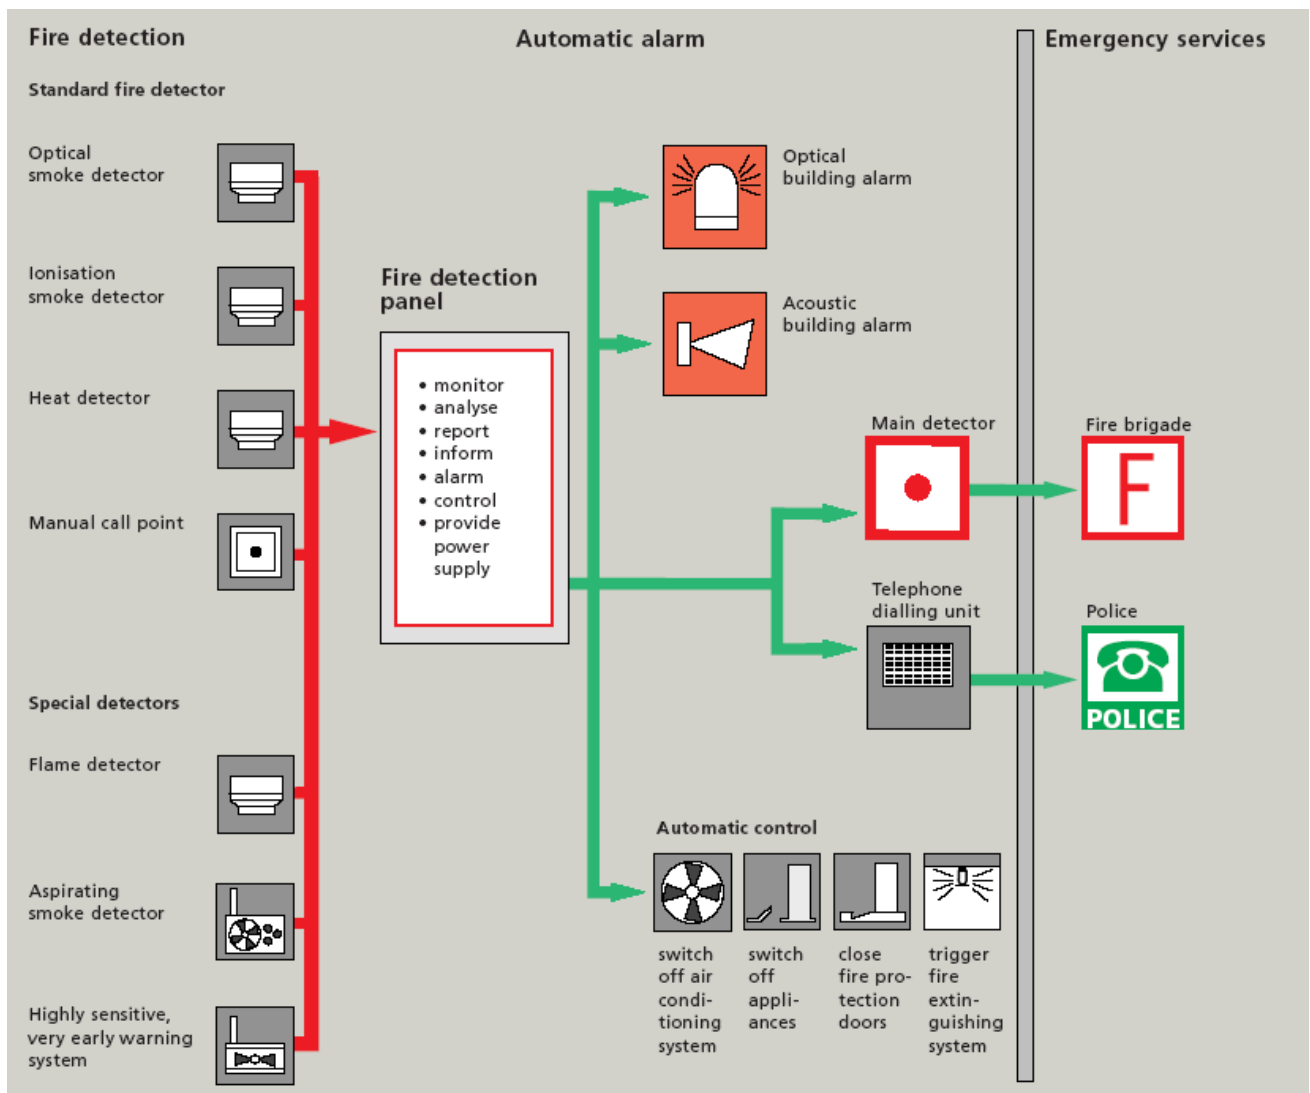 Fire detection
Automatic alarm
Emergency services
Standard fire detector
Optical
smoke detector
Ionisation
smoke detector
Heat detector
Manual call point
Special detectors
Flame detector
Aspirating
smoke detector
Highly sensitive,
very early warning
system
Fire detection
panel
• monitor
• analyse
• report
• inform
• alarm
• control
• provide
power
supply
Optical
building alarm
Acoustic
building alarm
Main detector
Telephone
dialling unit
Automatic control
switch
off air
condi-
tioning
system
switch
off
appli-
ances
close
fire pro-
tection
doors
trigger
fire
extin-
guishing
system
Fire brigade
F
Police
POLICE